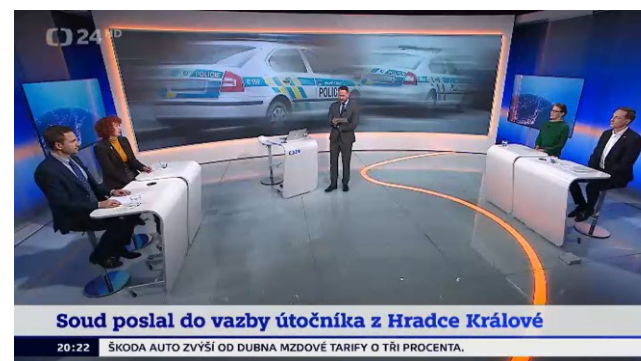 ČT 24 HD
POLICIE
POLICIE
ČT24
Soud poslal do vazby útočníka z Hradce Králové
20:22 ŠKODA AUTO ZVÝŠÍ OD DUBNA MZDOVÉ TARIFY O TŘI PROCENTA.